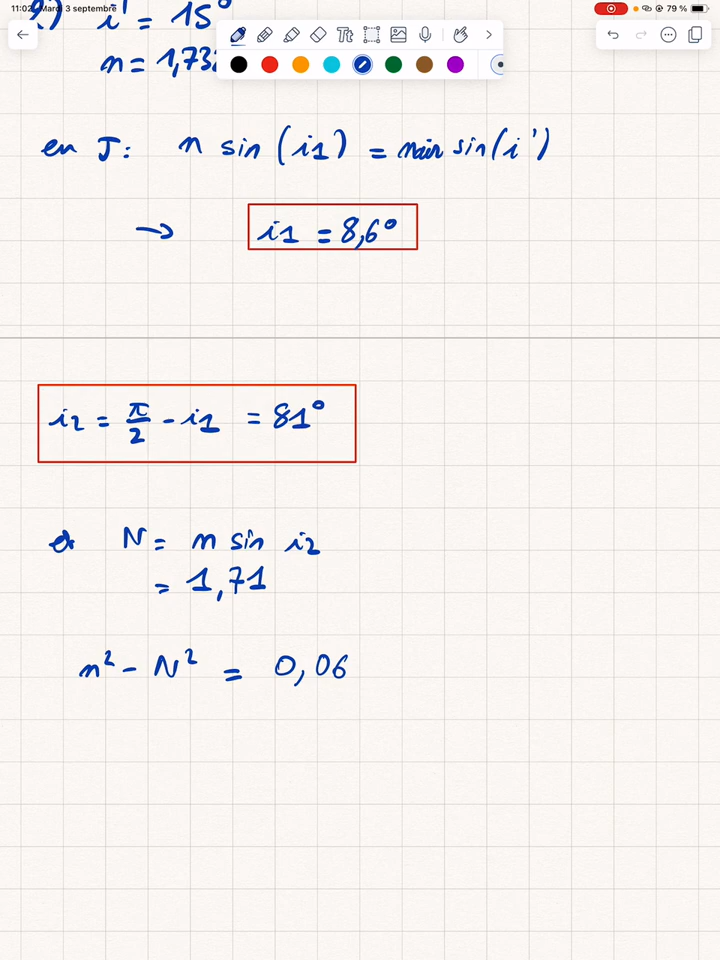 11:02 Mardi 3 septembre
79 %
i' = 15°
n = 1,732
Tt
en J: n sin (i1) = nair sin(i')
→ i1 = 8,6°
i2 = π/2 - i1 = 81°
N = n sin i2
= 1,71
n² - N² = 0,06